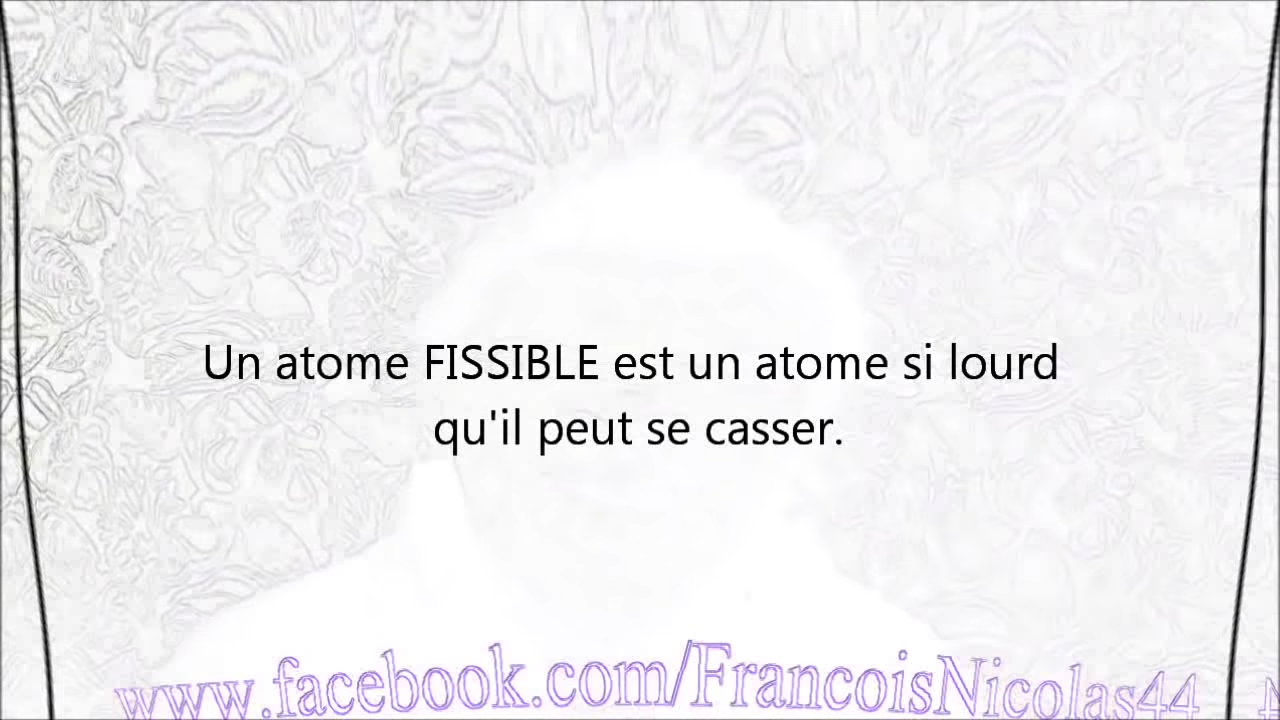 Un atome FISSIBLE est un atome si lourd
qu'il peut se casser.
www.facebook.com/FrancoisNicolas44